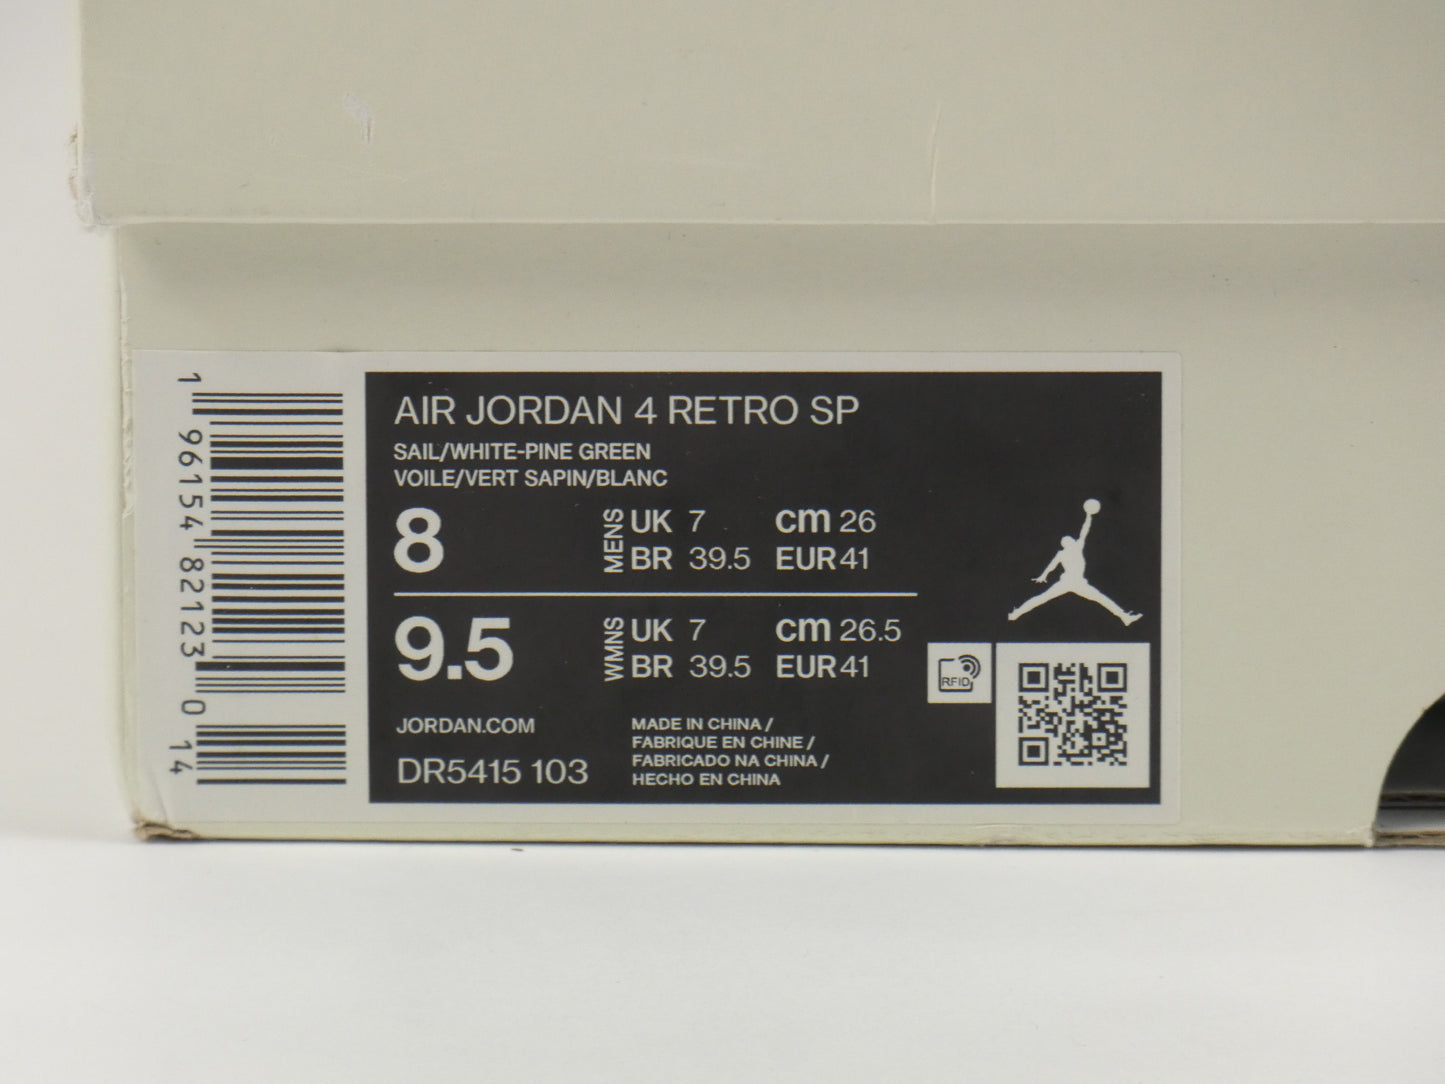 AIR JORDAN 4 RETRO SP
SAIL/WHITE-PINE GREEN
VOILE/VERT SAPIN/BLANC
8 MENS UK 7 cm 26
BR 39.5 EUR 41
9.5 WMNS UK 7 cm 26.5
BR 39.5 EUR 41
JORDAN.COM
DR5415 103
MADE IN CHINA /
FABRIQUE EN CHINE /
FABRICADO NA CHINA /
HECHO EN CHINA
RFID
1 96154 82123 0 14